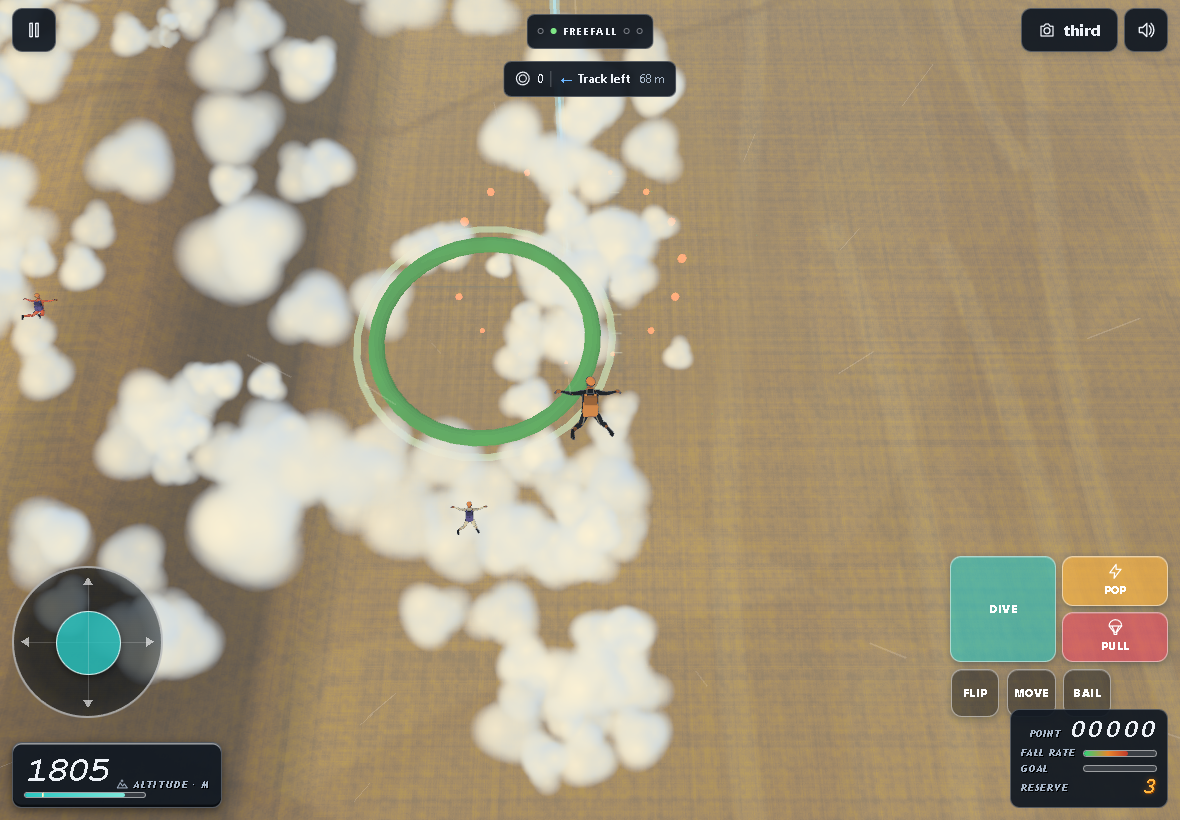 FREEFALL
third
0 ← Track left 68 m
DIVE
POP
PULL
FLIP
MOVE
BAIL
1805 ALTITUDE · M
POINT 00000
FALL RATE
GOAL
RESERVE 3